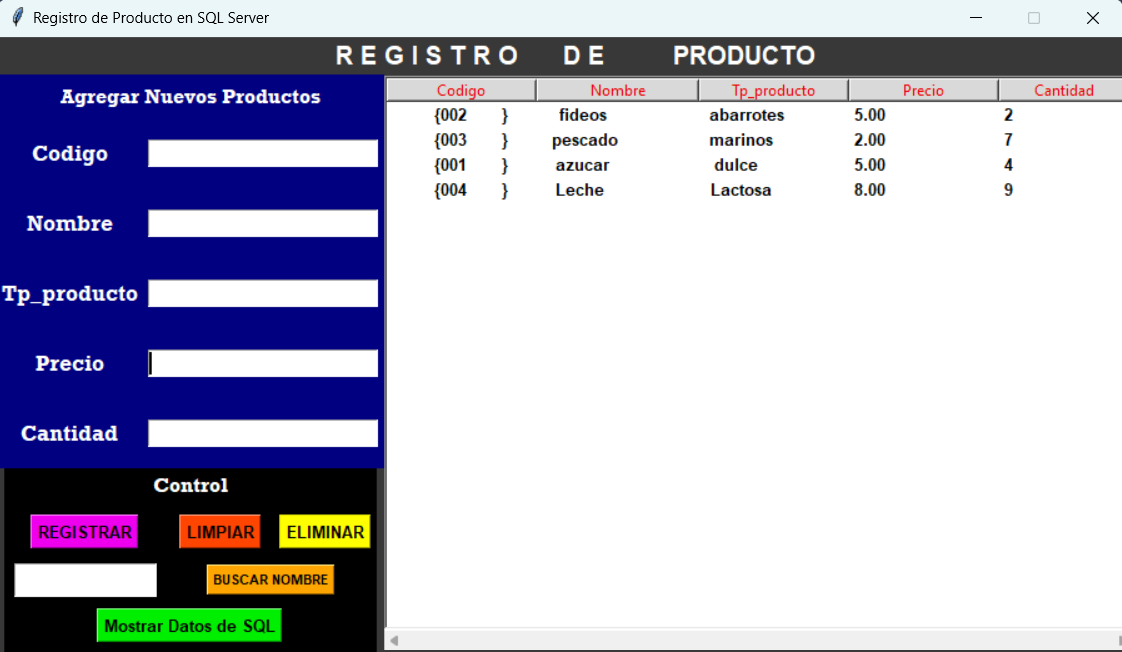 Registro de Producto en SQL Server
R E G I S T R O D E PRODUCTO
Agregar Nuevos Productos
Codigo
Nombre
Tp_producto
Precio
Cantidad
Control
REGISTRAR LIMPIAR ELIMINAR
BUSCAR NOMBRE
Mostrar Datos de SQL
Codigo Nombre Tp_producto Precio Cantidad
{002 } fideos abarrotes 5.00 2
{003 } pescado marinos 2.00 7
{001 } azucar dulce 5.00 4
{004 } Leche Lactosa 8.00 9